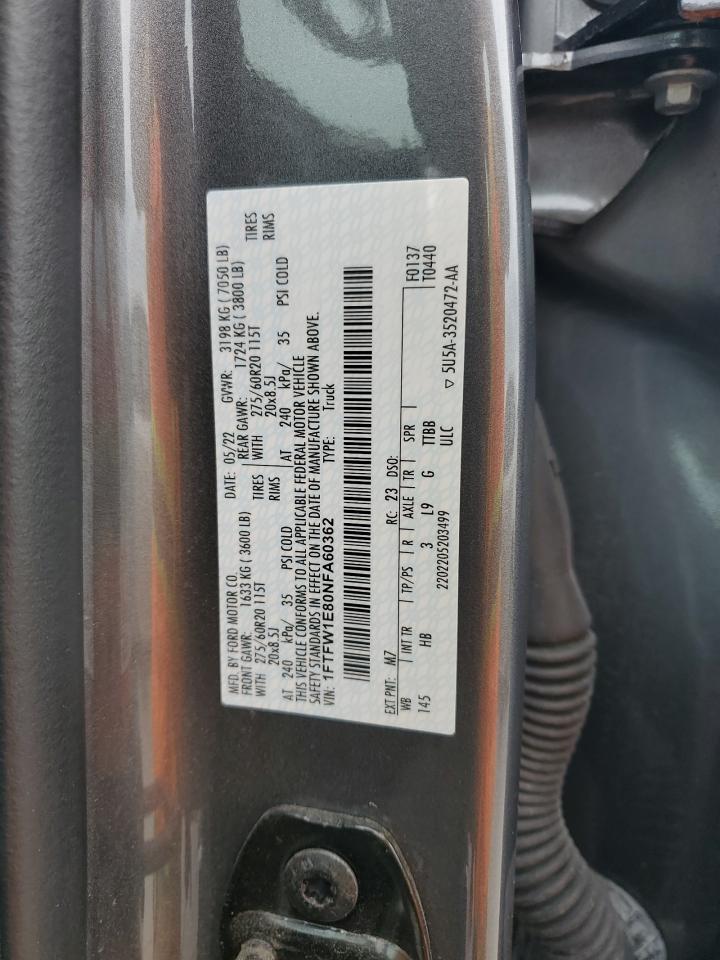 MFD. BY FORD MOTOR CO. DATE: 05/22 GVWR: 3198 KG ( 7050 LB)
FRONT GAWR: 1633 KG ( 3600 LB) REAR GAWR: 1724 KG ( 3800 LB)
WITH 275/60R20 115T TIRES WITH 275/60R20 115T TIRES
20x8.5J RIMS 20x8.5J RIMS
AT 240 kPa/ 35 PSI COLD AT 240 kPa/ 35 PSI COLD
THIS VEHICLE CONFORMS TO ALL APPLICABLE FEDERAL MOTOR VEHICLE
SAFETY STANDARDS IN EFFECT ON THE DATE OF MANUFACTURE SHOWN ABOVE.
VIN: 1FTFW1E80NFA60362 TYPE: Truck
EXT PNT: M7 RC: 23 DSO: F0137
WB INT TR TP/PS R AXLE TR SPR T0440
145 HB 3 L9 G TTBB
2202205203499 ULC ▽ 5U5A-3520472-AA